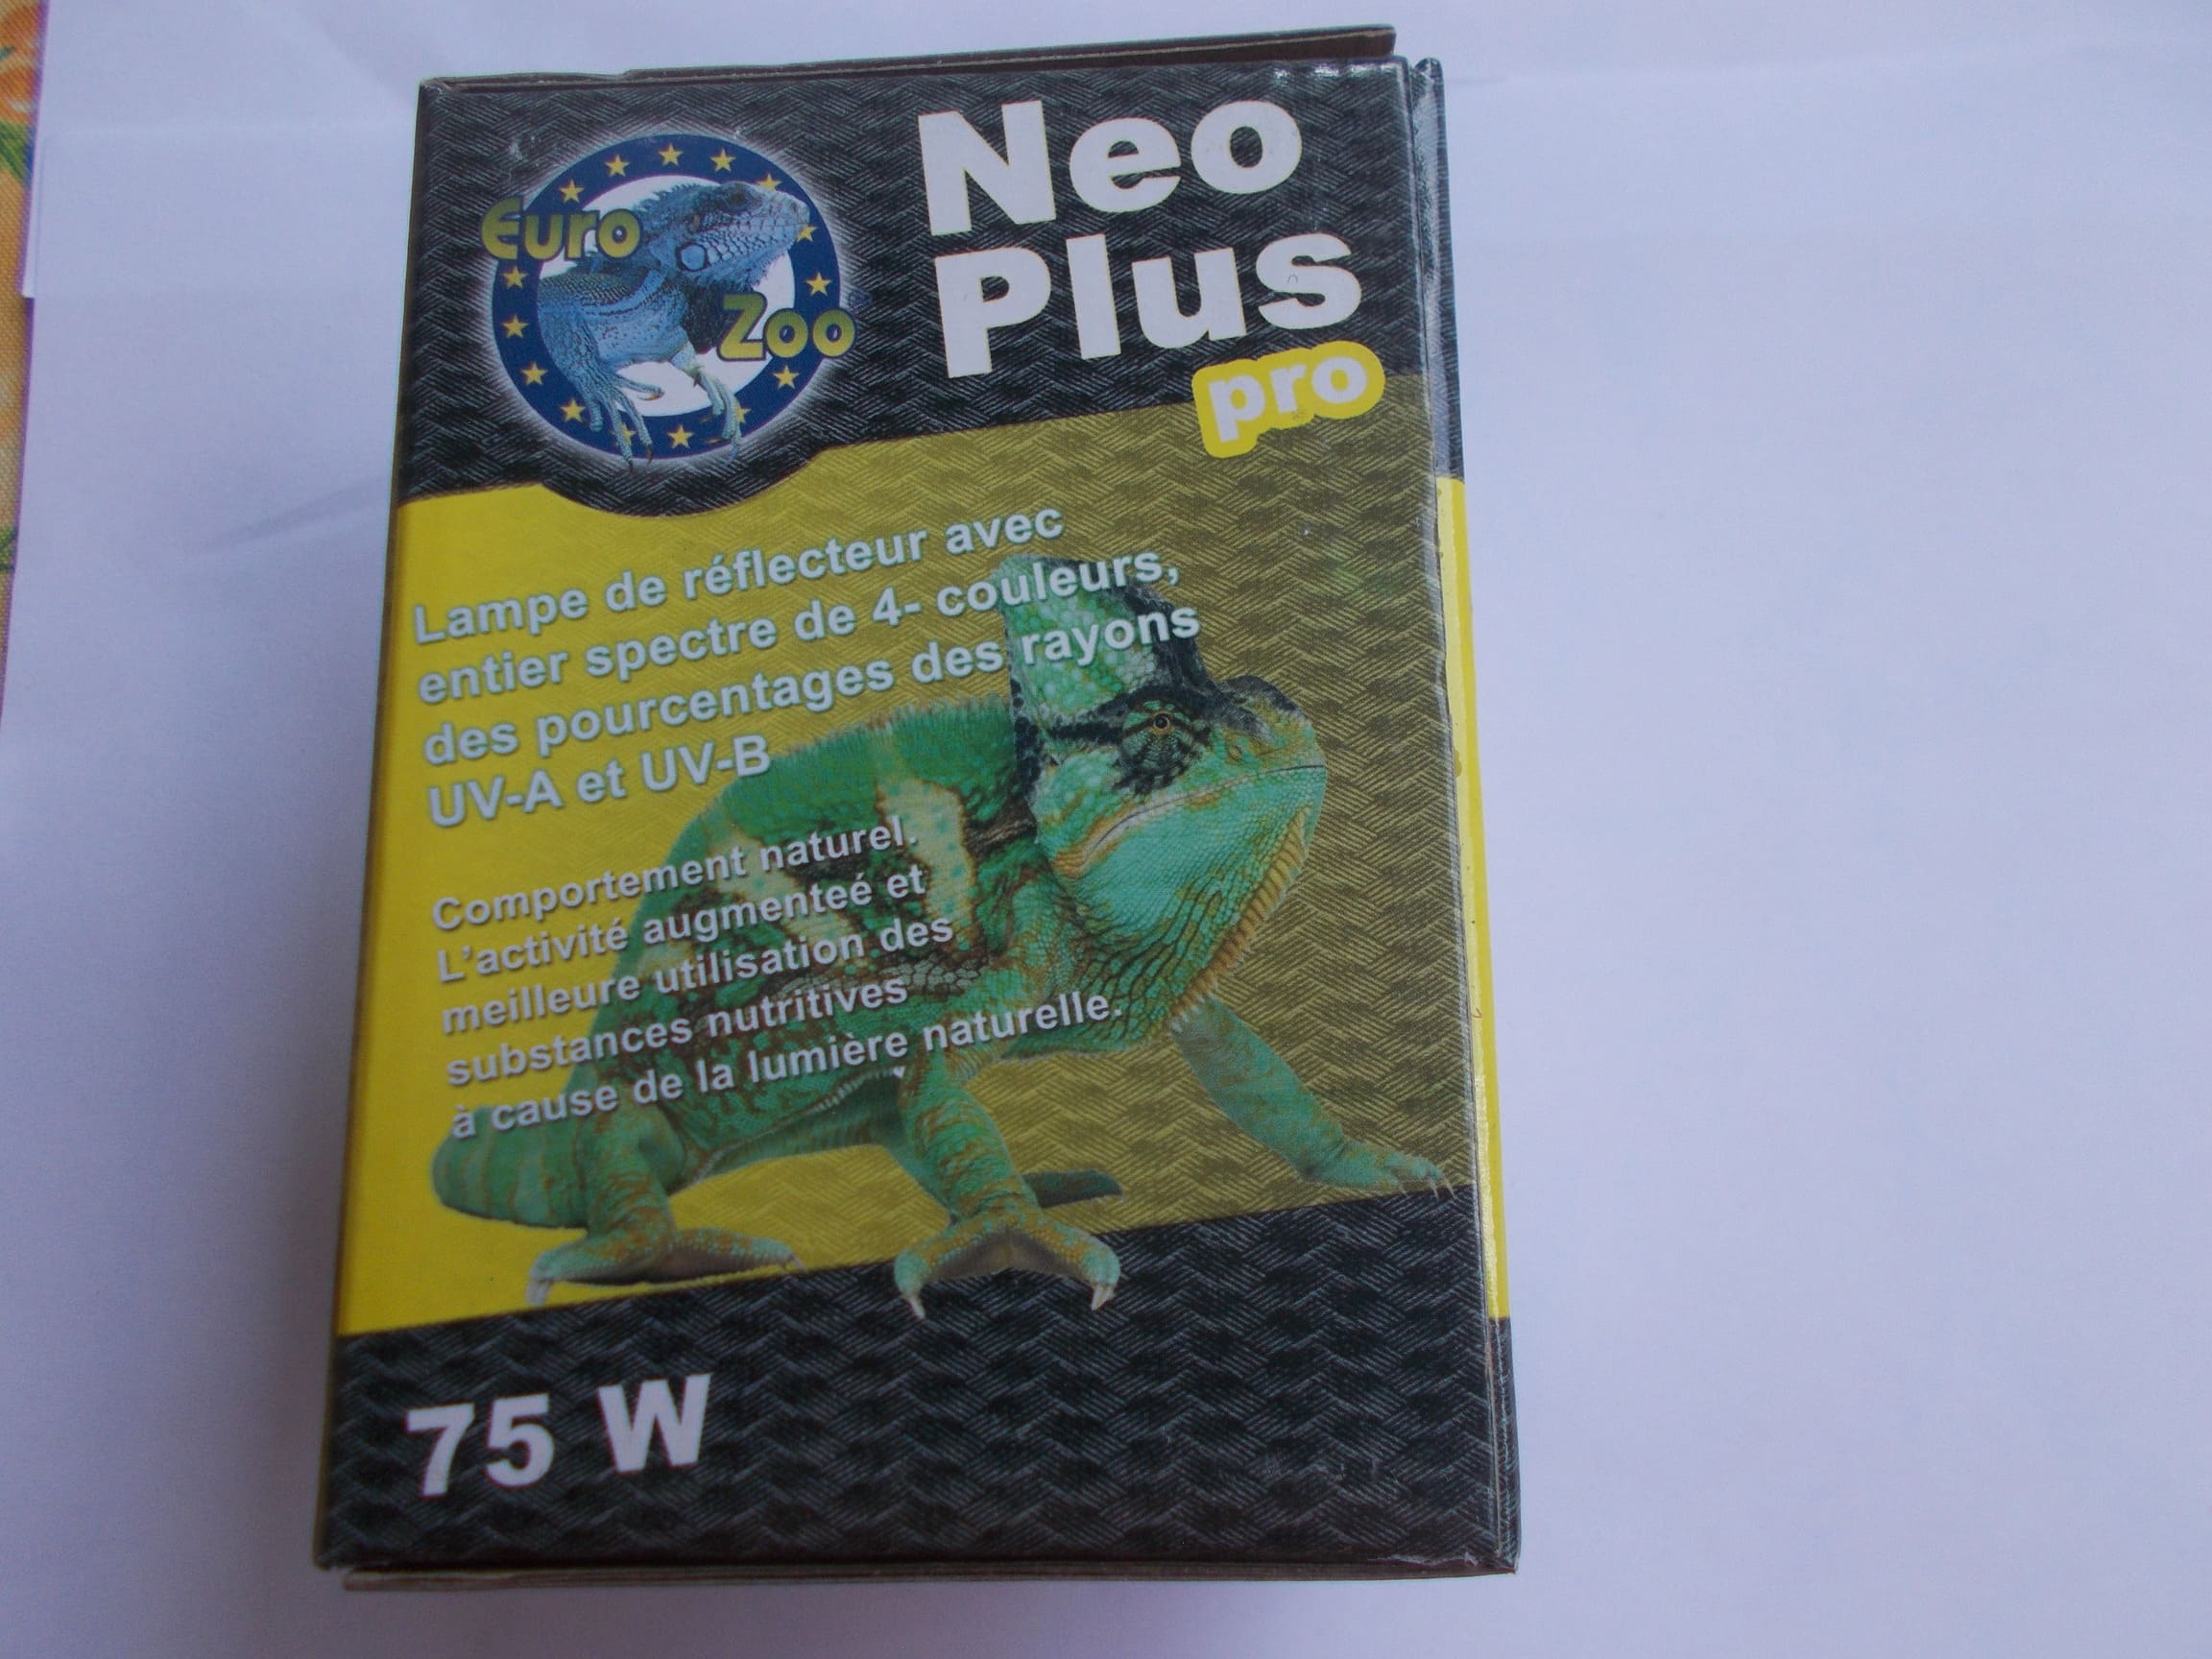 Euro
Zoo
Neo
Plus
pro
Lampe de réflecteur avec
entier spectre de 4- couleurs,
des pourcentages des rayons
UV-A et UV-B
Comportement naturel.
L'activité augmenteé et
meilleure utilisation des
substances nutritives
à cause de la lumière naturelle.
75 W